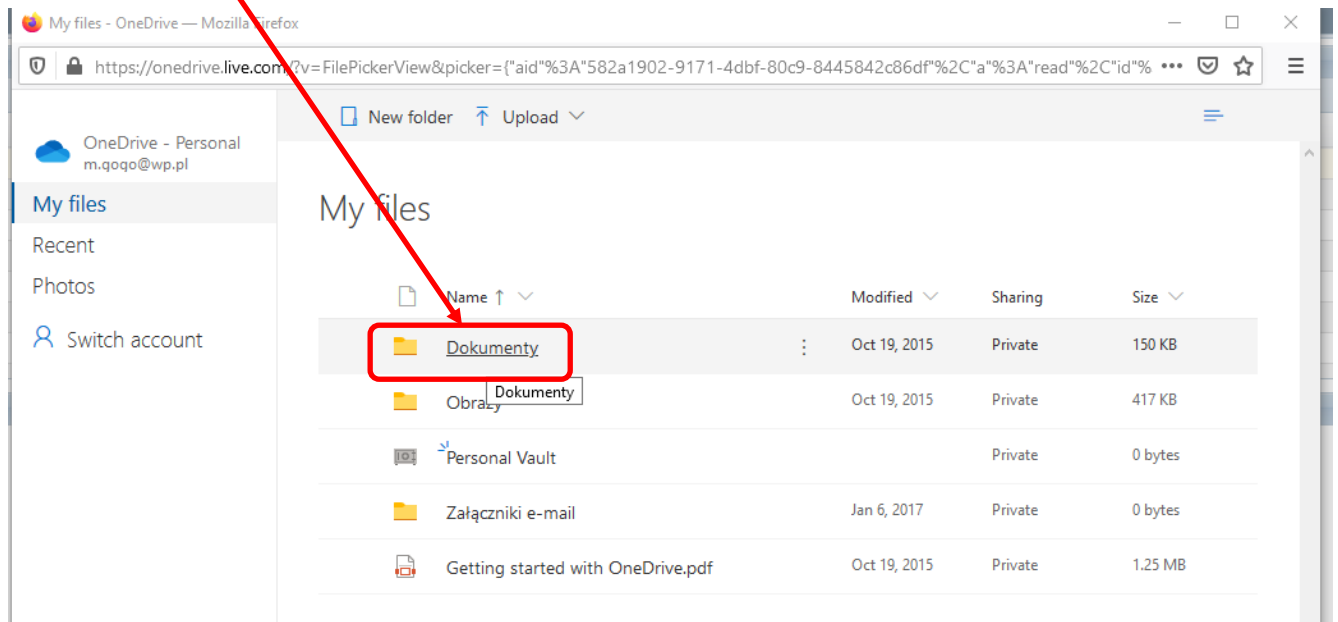 My files - OneDrive — Mozilla Firefox
https://onedrive.live.com/?v=FilePickerView&picker={"aid"%3A"582a1902-9171-4dbf-80c9-8445842c86df"%2C"a"%3A"read"%2C"id"%
New folder Upload
OneDrive - Personal
m.gogo@wp.pl
My files
Recent
Photos
Switch account
My files
Name ↑ Modified Sharing Size
Dokumenty Oct 19, 2015 Private 150 KB
Dokumenty
Obrazy Oct 19, 2015 Private 417 KB
Personal Vault Private 0 bytes
Załączniki e-mail Jan 6, 2017 Private 0 bytes
Getting started with OneDrive.pdf Oct 19, 2015 Private 1.25 MB